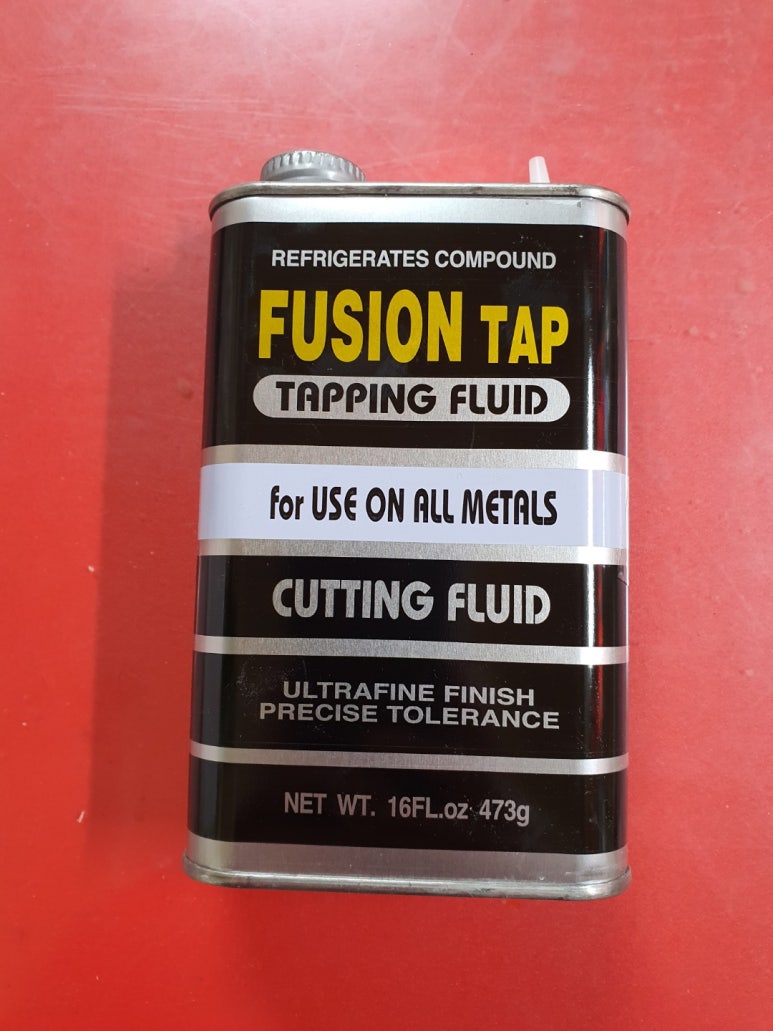 REFRIGERATES COMPOUND
FUSION TAP
TAPPING FLUID
for USE ON ALL METALS
CUTTING FLUID
ULTRAFINE FINISH
PRECISE TOLERANCE
NET WT. 16FL.oz 473g